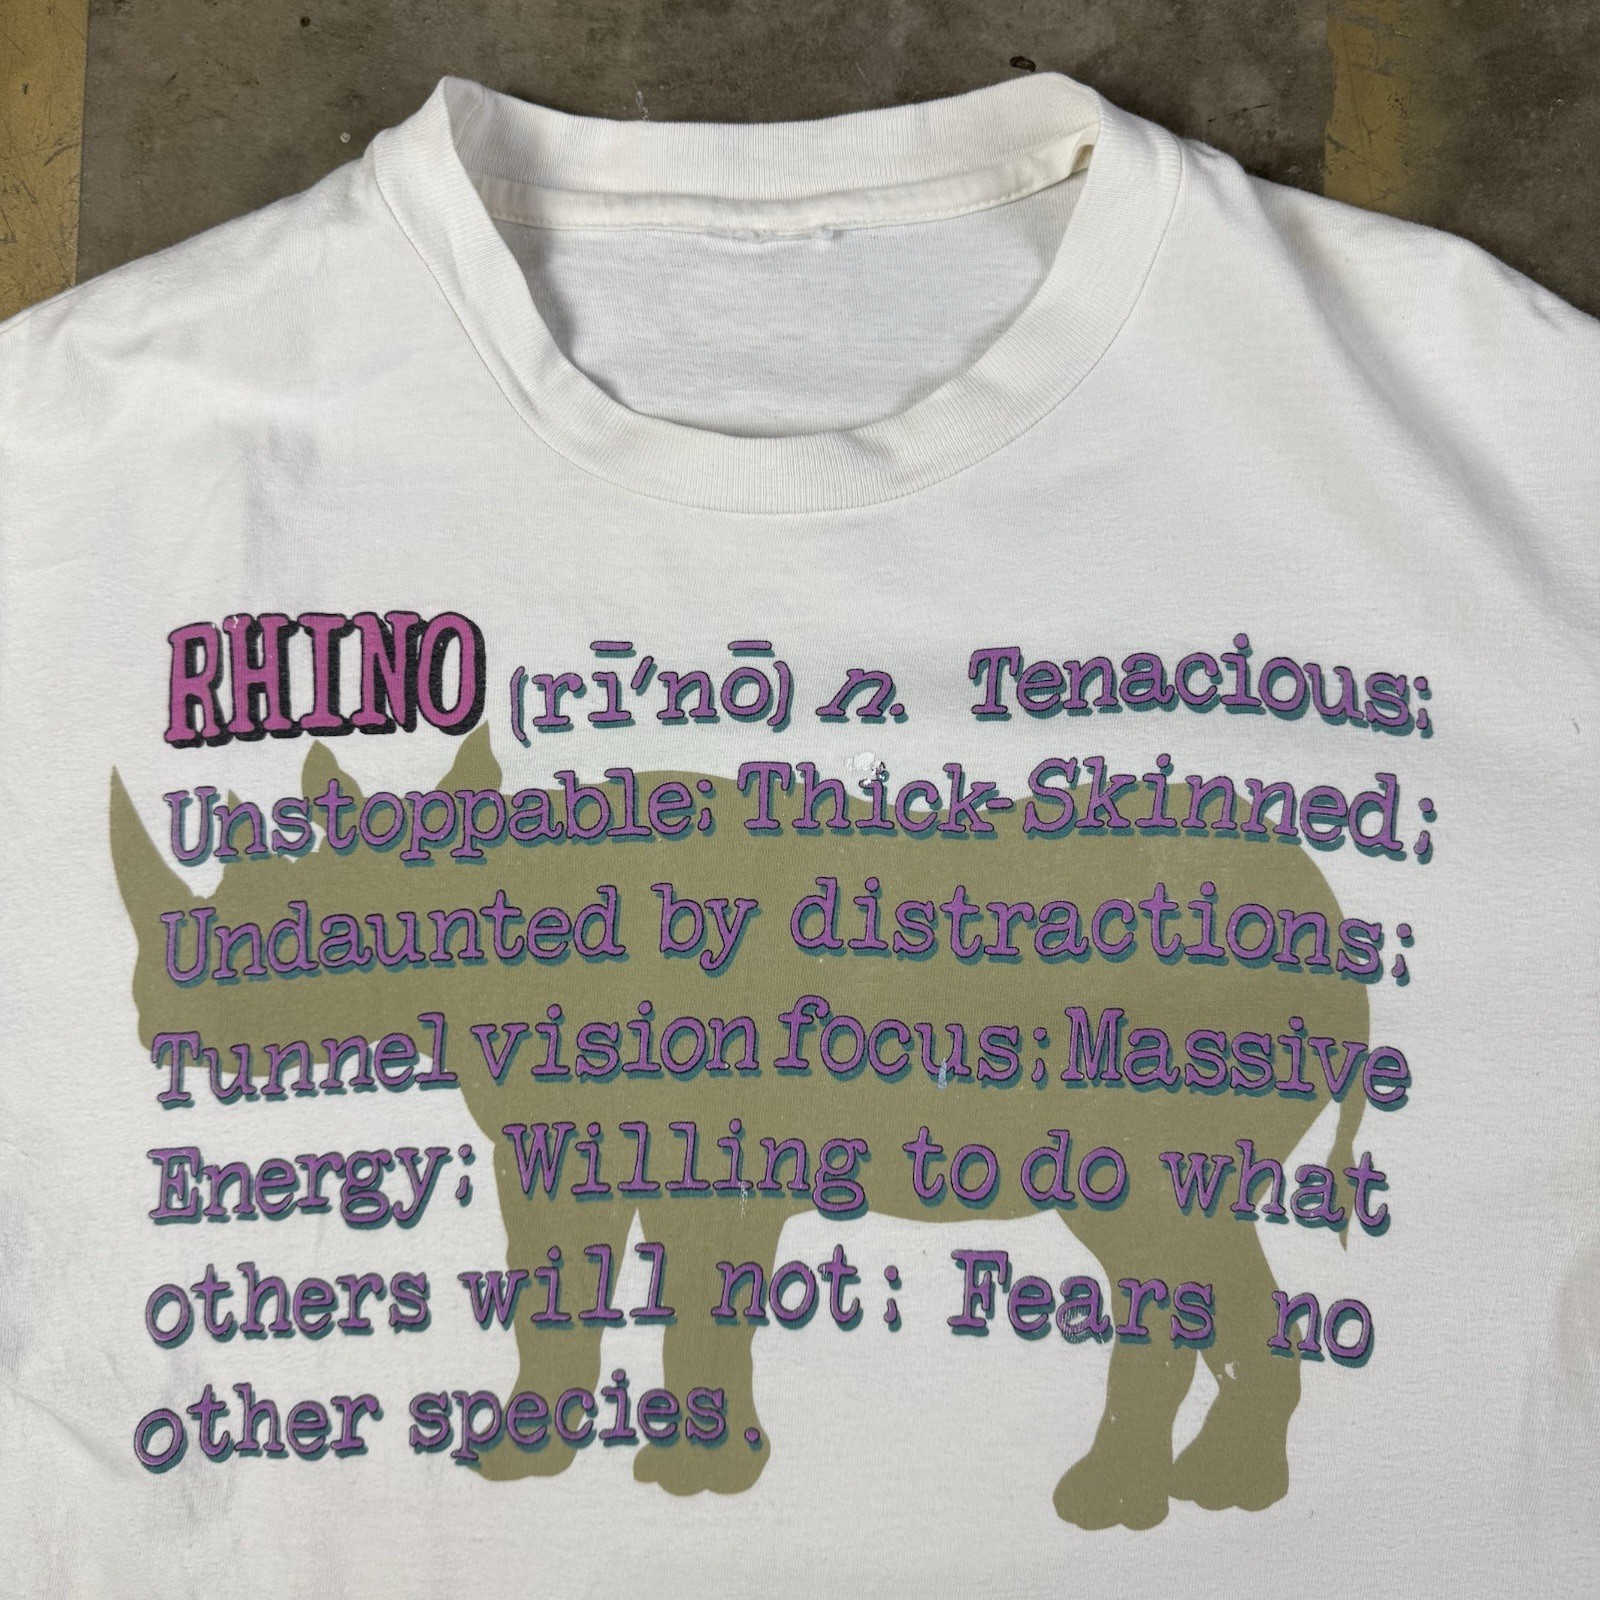 RHINO (rī'nō) n. Tenacious;
Unstoppable; Thick-Skinned;
Undaunted by distractions;
Tunnel vision focus; Massive
Energy; Willing to do what
others will not; Fears no
other species.